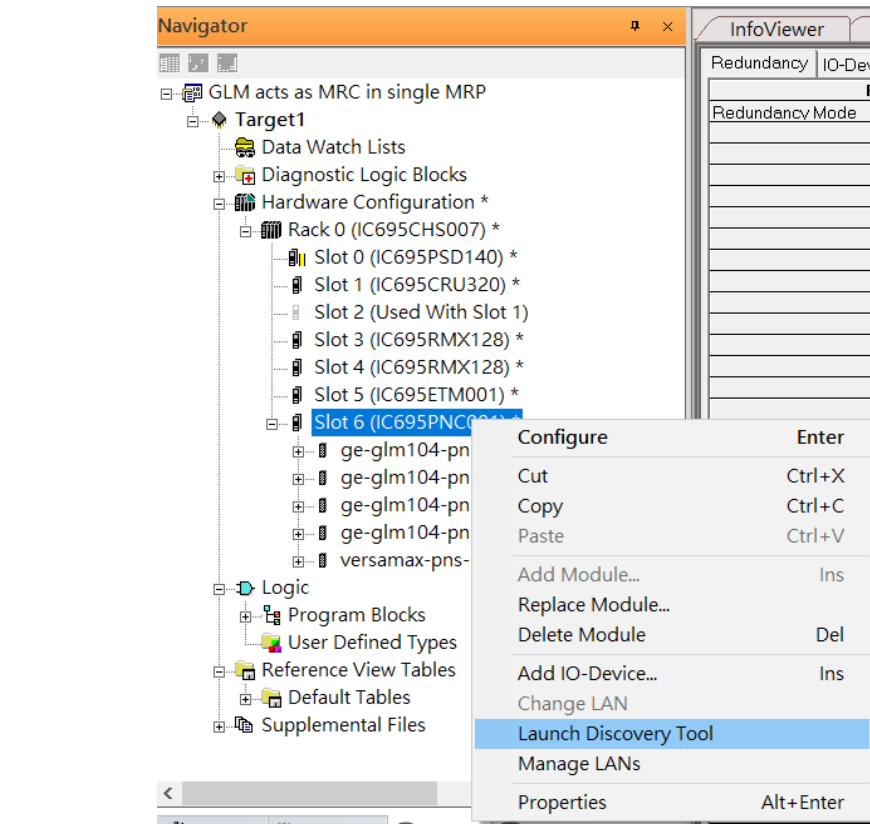 Navigator
InfoViewer
Redundancy
IO-Dev
Redundancy Mode
GLM acts as MRC in single MRP
Target1
Data Watch Lists
Diagnostic Logic Blocks
Hardware Configuration *
Rack 0 (IC695CHS007) *
Slot 0 (IC695PSD140) *
Slot 1 (IC695CRU320) *
Slot 2 (Used With Slot 1)
Slot 3 (IC695RMX128) *
Slot 4 (IC695RMX128) *
Slot 5 (IC695ETM001) *
Slot 6 (IC695PNC001) *
ge-glm104-pn
ge-glm104-pn
ge-glm104-pn
ge-glm104-pn
versamax-pns-
Logic
Program Blocks
User Defined Types
Reference View Tables
Default Tables
Supplemental Files
Configure Enter
Cut Ctrl+X
Copy Ctrl+C
Paste Ctrl+V
Add Module... Ins
Replace Module...
Delete Module Del
Add IO-Device... Ins
Change LAN
Launch Discovery Tool
Manage LANs
Properties Alt+Enter